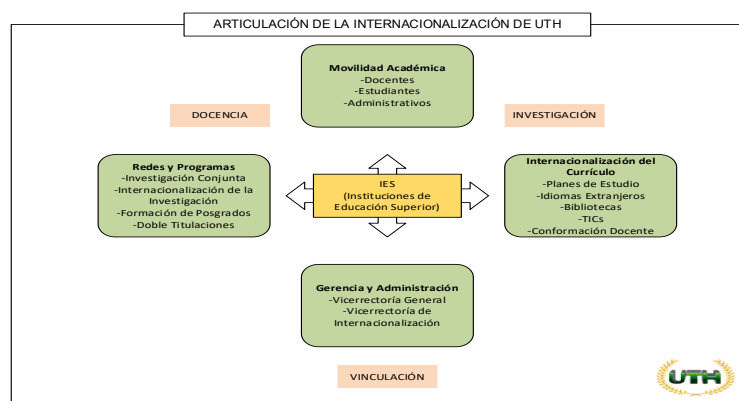 ARTICULACIÓN DE LA INTERNACIONALIZACIÓN DE UTH
Movilidad Académica
-Docentes
-Estudiantes
-Administrativos
DOCENCIA
INVESTIGACIÓN
Redes y Programas
-Investigación Conjunta
-Internacionalización de la
Investigación
-Formación de Posgrados
-Doble Titulaciones
IES
(Instituciones de
Educación Superior)
Internacionalización del
Currículo
-Planes de Estudio
-Idiomas Extranjeros
-Bibliotecas
-TICs
-Conformación Docente
Gerencia y Administración
-Vicerrectoría General
-Vicerrectoría de
Internacionalización
VINCULACIÓN
UTH